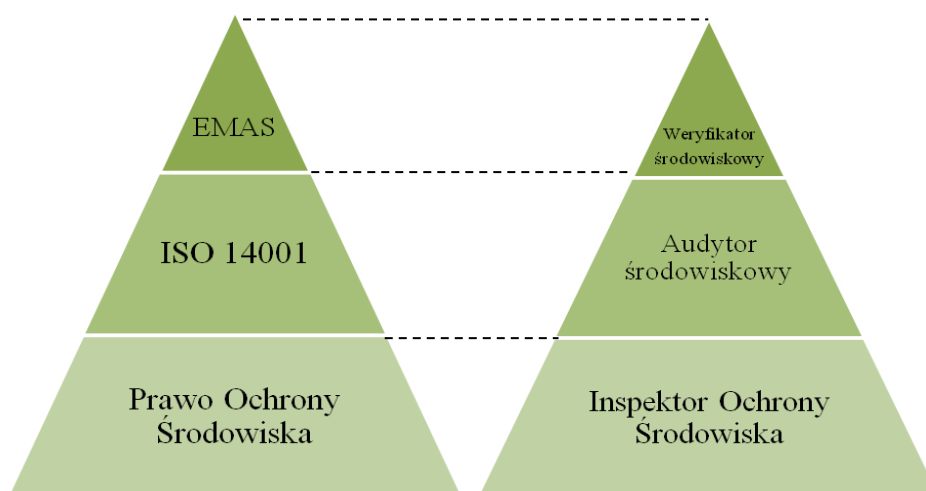 EMAS
ISO 14001
Prawo Ochrony
Środowiska
Weryfikator
środowiskowy
Audytor
środowiskowy
Inspektor Ochrony
Środowiska